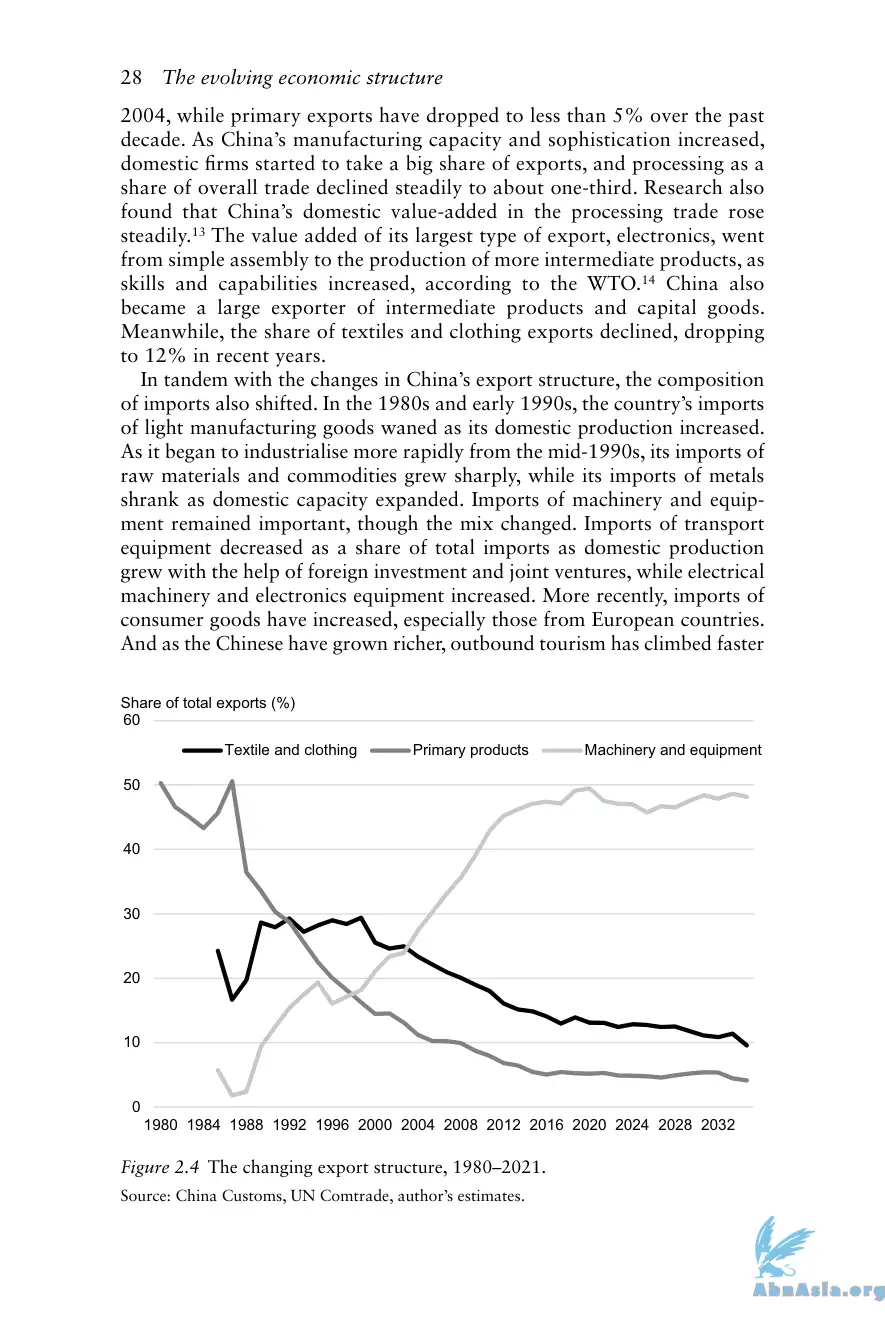 28 The evolving economic structure
2004, while primary exports have dropped to less than 5% over the past
decade. As China’s manufacturing capacity and sophistication increased,
domestic firms started to take a big share of exports, and processing as a
share of overall trade declined steadily to about one-third. Research also
found that China’s domestic value-added in the processing trade rose
steadily.¹³ The value added of its largest type of export, electronics, went
from simple assembly to the production of more intermediate products, as
skills and capabilities increased, according to the WTO.¹⁴ China also
became a large exporter of intermediate products and capital goods.
Meanwhile, the share of textiles and clothing exports declined, dropping
to 12% in recent years.
In tandem with the changes in China’s export structure, the composition
of imports also shifted. In the 1980s and early 1990s, the country’s imports
of light manufacturing goods waned as its domestic production increased.
As it began to industrialise more rapidly from the mid-1990s, its imports of
raw materials and commodities grew sharply, while its imports of metals
shrank as domestic capacity expanded. Imports of machinery and equip-
ment remained important, though the mix changed. Imports of transport
equipment decreased as a share of total imports as domestic production
grew with the help of foreign investment and joint ventures, while electrical
machinery and electronics equipment increased. More recently, imports of
consumer goods have increased, especially those from European countries.
And as the Chinese have grown richer, outbound tourism has climbed faster
Share of total exports (%)
60
Textile and clothing Primary products Machinery and equipment
50
40
30
20
10
0
1980 1984 1988 1992 1996 2000 2004 2008 2012 2016 2020 2024 2028 2032
Figure 2.4 The changing export structure, 1980–2021.
Source: China Customs, UN Comtrade, author’s estimates.
AbnAsia.org